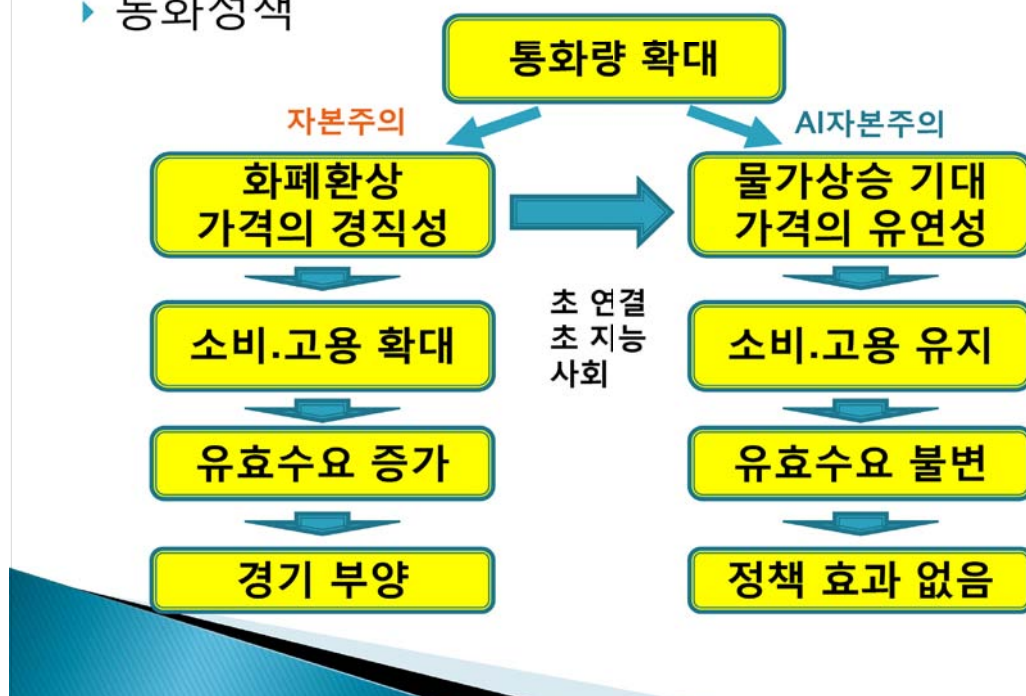 통화정책
통화량 확대
자본주의
AI자본주의
화폐환상
가격의 경직성
물가상승 기대
가격의 유연성
초 연결
초 지능
사회
소비.고용 확대
소비.고용 유지
유효수요 증가
유효수요 불변
경기 부양
정책 효과 없음